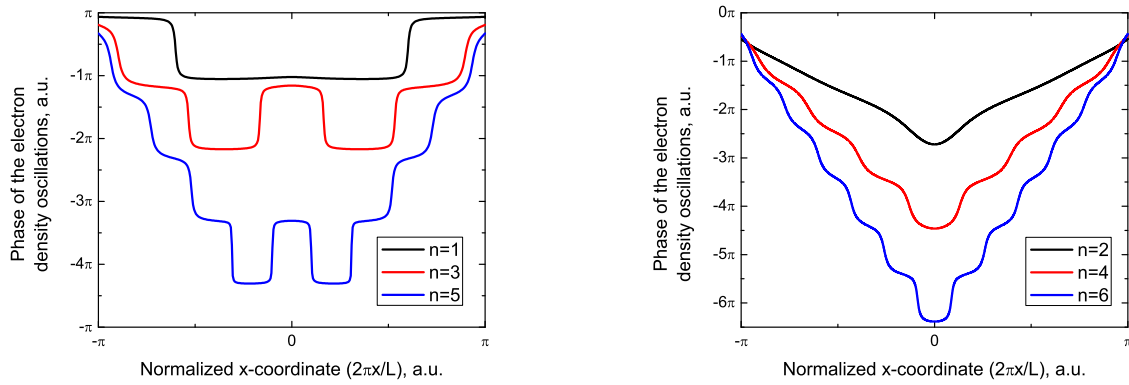 Phase of the electron
density oscillations, a.u.
π
-1π
-2π
-3π
-4π
-π
-π
0
π
n=1
n=3
n=5
Normalized x-coordinate (2πx/L), a.u.
Phase of the electron
density oscillations, a.u.
0π
-1π
-2π
-3π
-4π
-5π
-6π
-π
0
π
n=2
n=4
n=6
Normalized x-coordinate (2πx/L), a.u.